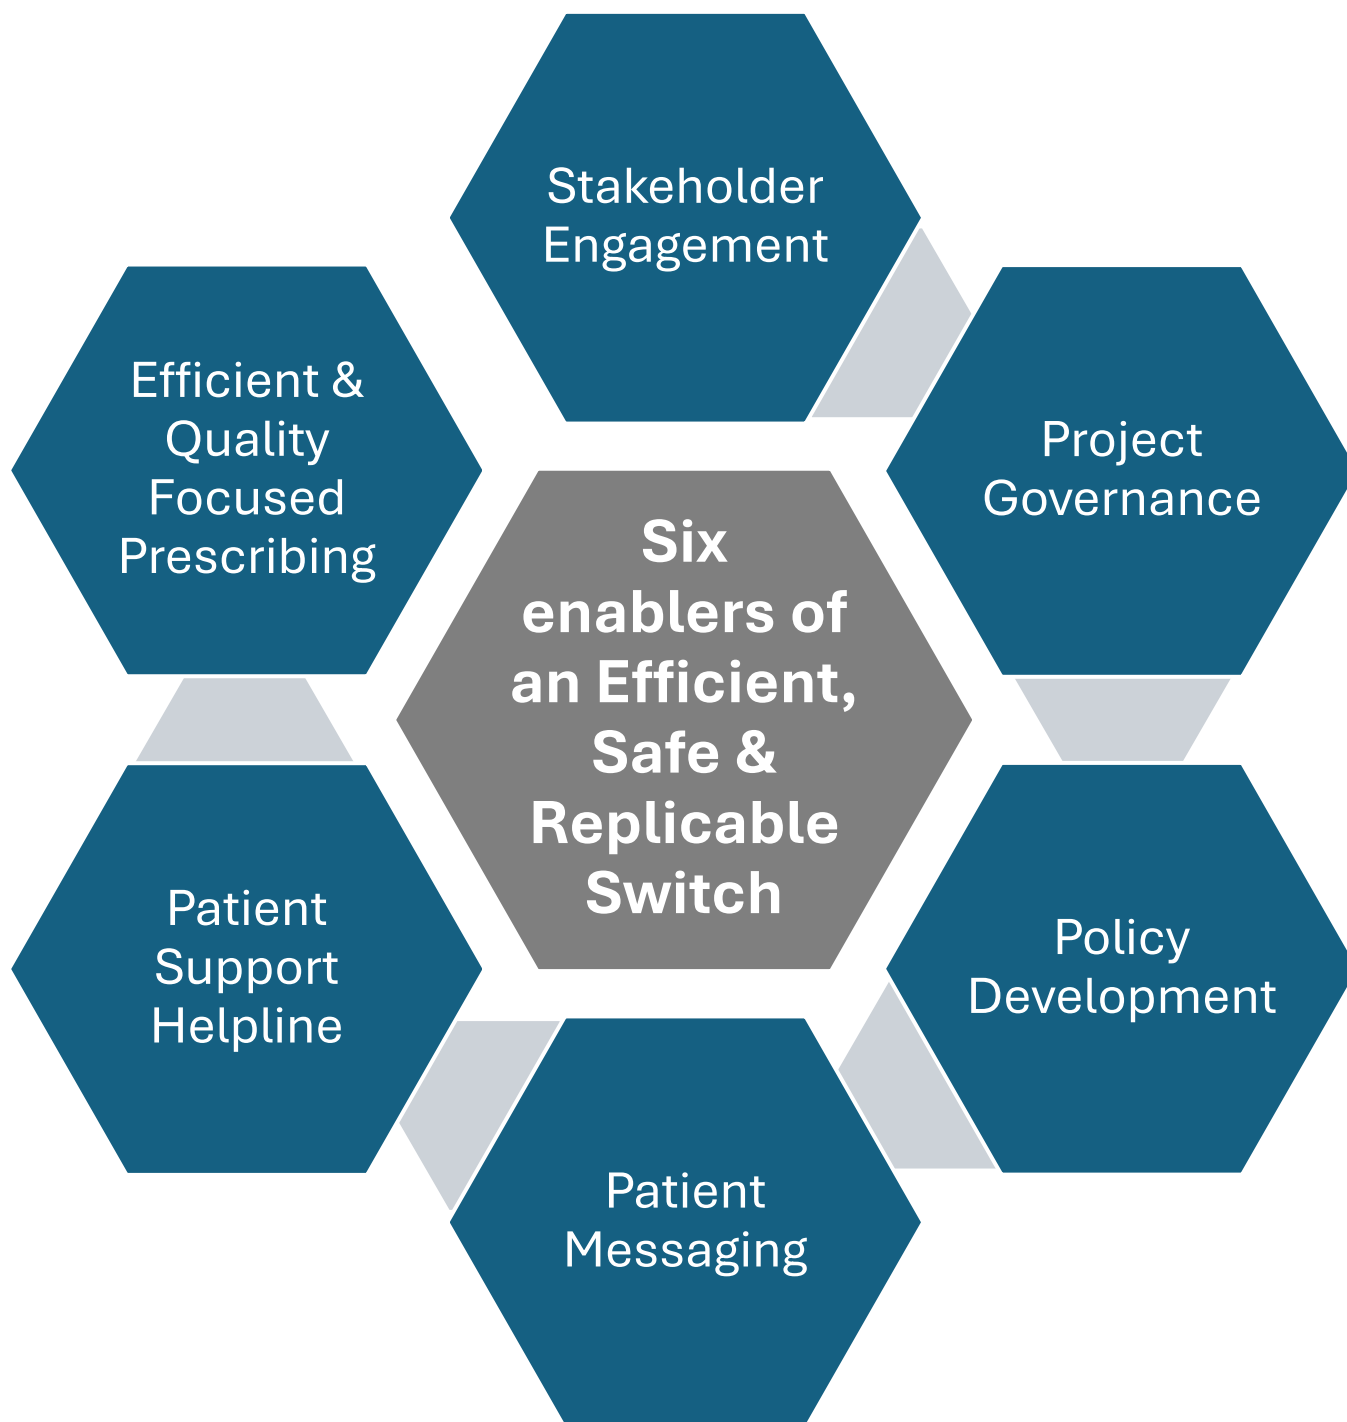 Stakeholder
Engagement
Project
Governance
Policy
Development
Patient
Messaging
Patient
Support
Helpline
Efficient &
Quality
Focused
Prescribing
Six
enablers of
an Efficient,
Safe &
Replicable
Switch